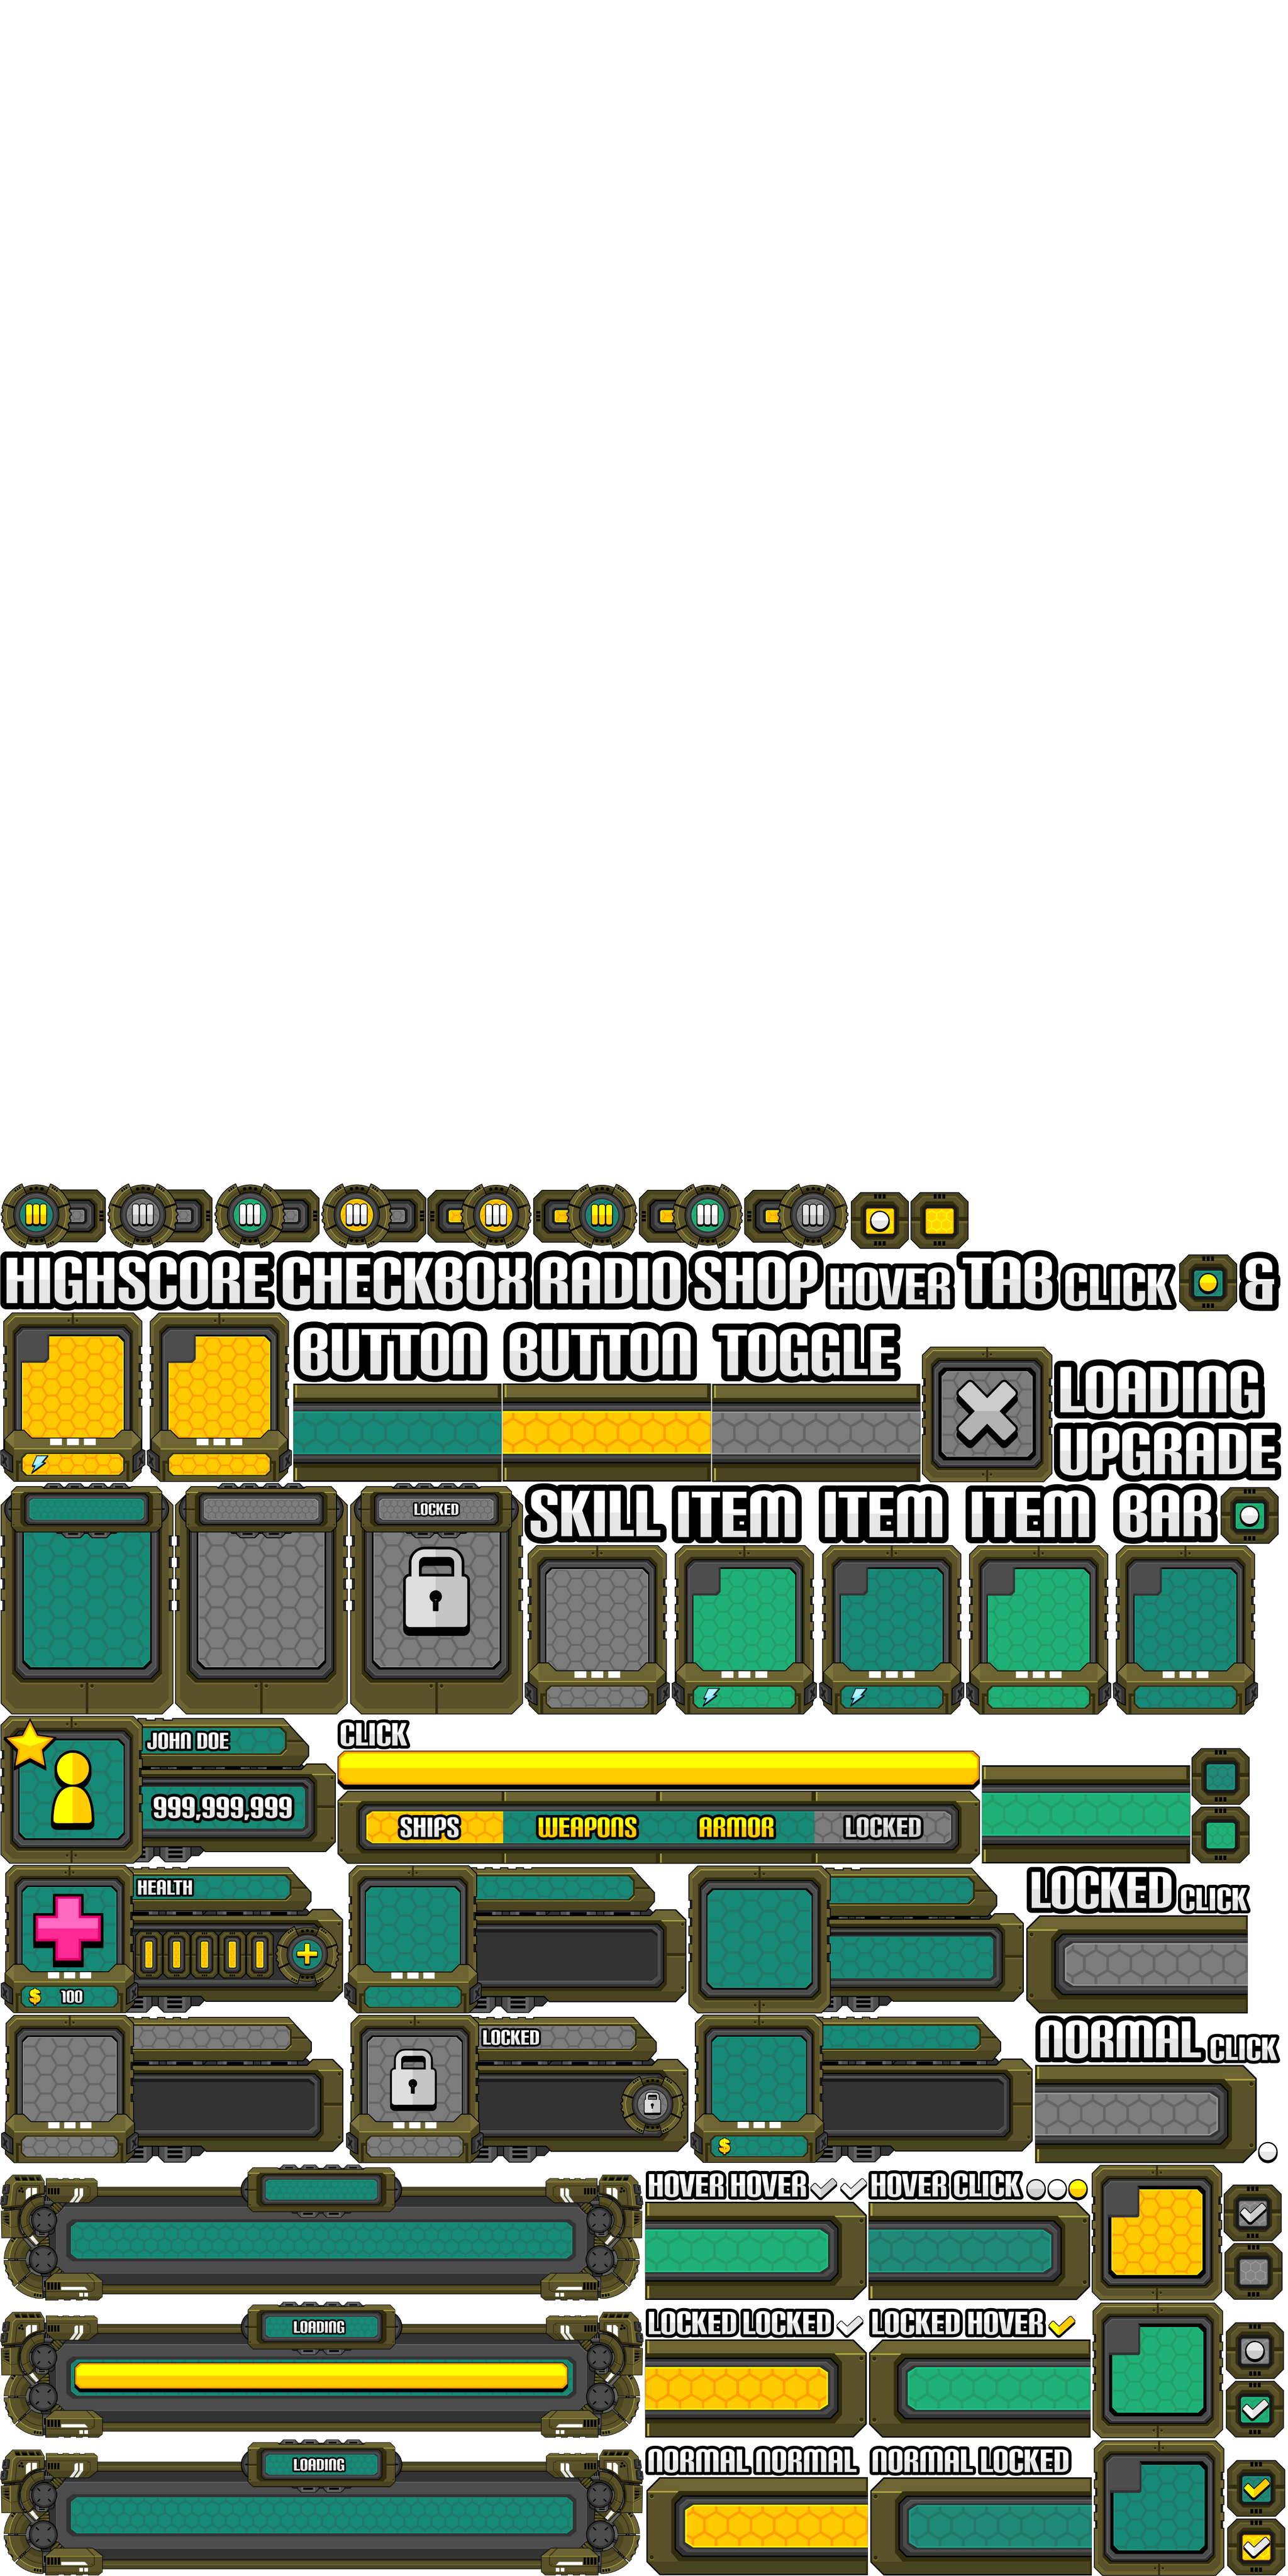 HIGHSCORE CHECKBOX RADIO SHOP HOVER TAB CLICK &
BUTTON BUTTON TOGGLE
LOADING
UPGRADE
LOCKED
SKILL ITEM ITEM ITEM BAR
JOHN DOE
999,999,999
CLICK
SHIPS WEAPONS ARMOR LOCKED
HEALTH
$ 100
LOCKED CLICK
LOCKED
$
NORMAL CLICK
HOVER HOVER HOVER CLICK
LOADING
LOCKED LOCKED LOCKED HOVER
LOADING
NORMAL NORMAL NORMAL LOCKED